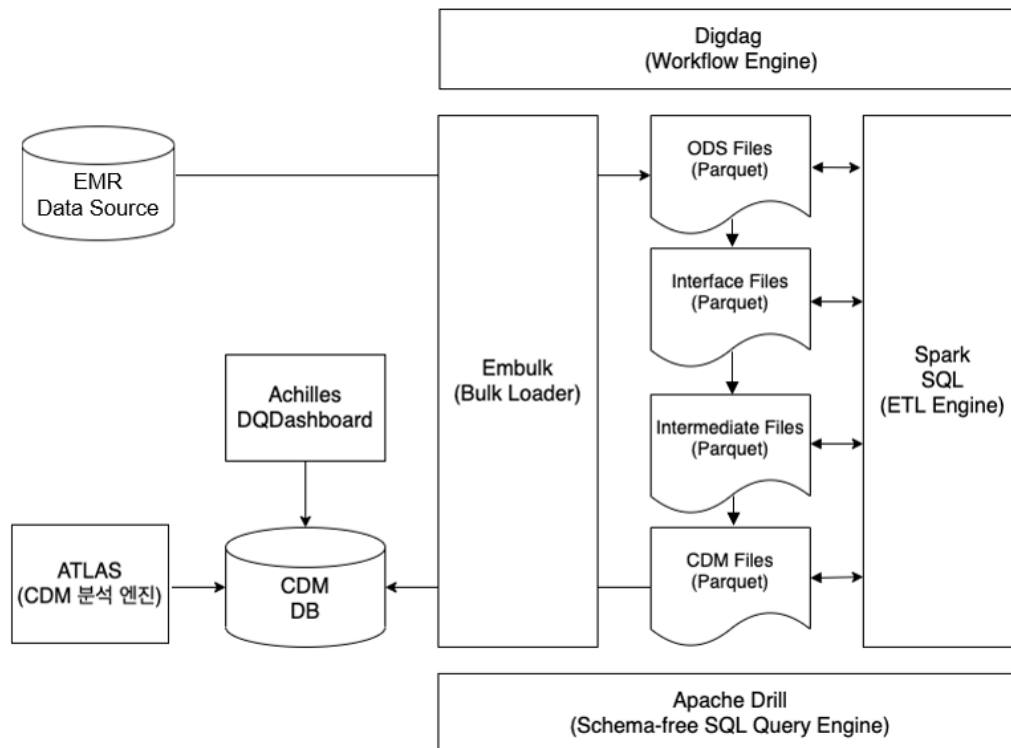 Digdag
(Workflow Engine)
EMR
Data Source
ODS Files
(Parquet)
Interface Files
(Parquet)
Embulk
(Bulk Loader)
Spark
SQL
(ETL Engine)
Achilles
DQDashboard
Intermediate Files
(Parquet)
ATLAS
(CDM 분석 엔진)
CDM
DB
CDM Files
(Parquet)
Apache Drill
(Schema-free SQL Query Engine)